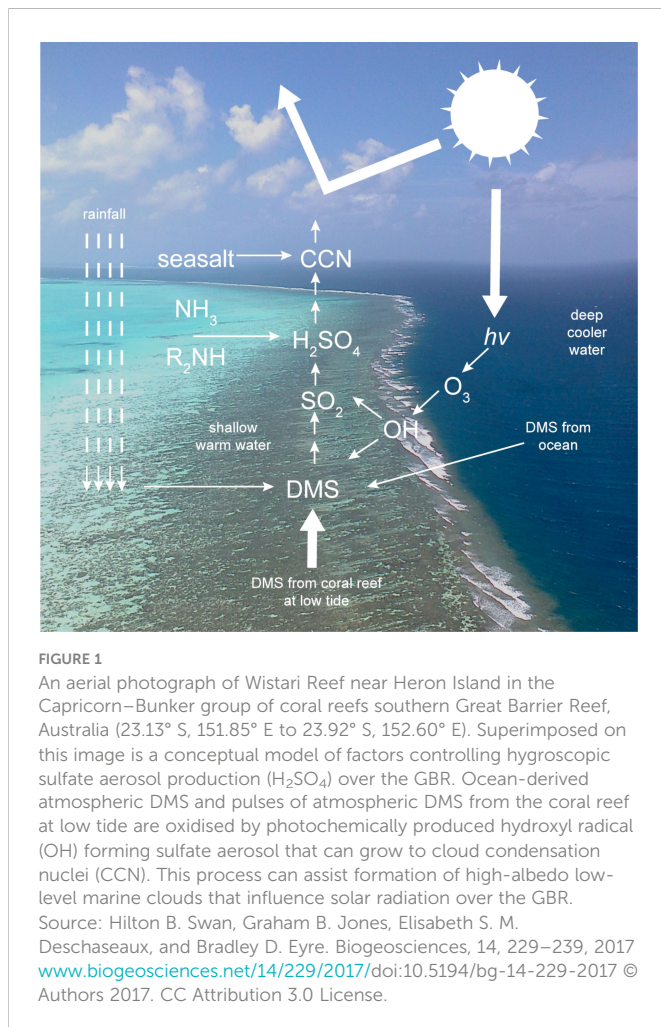 rainfall
seasalt
CCN
NH₃
R₂NH
H₂SO₄
hv
deep
cooler
water
O₃
SO₂
OH
shallow
warm water
DMS from
ocean
DMS
DMS from coral reef
at low tide
FIGURE 1
An aerial photograph of Wistari Reef near Heron Island in the
Capricorn–Bunker group of coral reefs southern Great Barrier Reef,
Australia (23.13° S, 151.85° E to 23.92° S, 152.60° E). Superimposed on
this image is a conceptual model of factors controlling hygroscopic
sulfate aerosol production (H₂SO₄) over the GBR. Ocean-derived
atmospheric DMS and pulses of atmospheric DMS from the coral reef
at low tide are oxidised by photochemically produced hydroxyl radical
(OH) forming sulfate aerosol that can grow to cloud condensation
nuclei (CCN). This process can assist formation of high-albedo low-
level marine clouds that influence solar radiation over the GBR.
Source: Hilton B. Swan, Graham B. Jones, Elisabeth S. M.
Deschaseaux, and Bradley D. Eyre. Biogeosciences, 14, 229–239, 2017
www.biogeosciences.net/14/229/2017/doi:10.5194/bg-14-229-2017 ©
Authors 2017. CC Attribution 3.0 License.